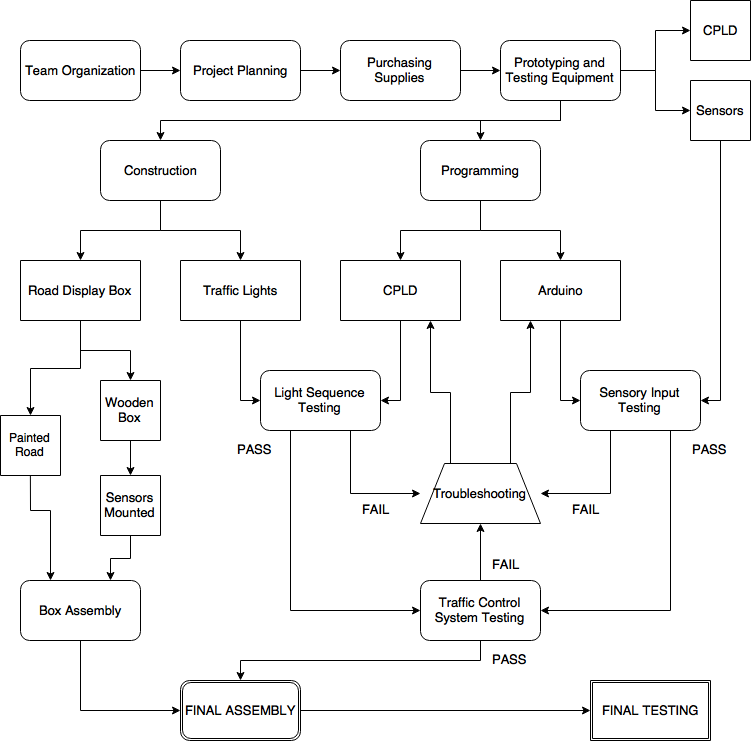 CPLD
Team Organization
Project Planning
Purchasing
Supplies
Prototyping and
Testing Equipment
Sensors
Construction
Programming
Road Display Box
Traffic Lights
CPLD
Arduino
Light Sequence
Testing
Sensory Input
Testing
Wooden
Box
Painted
Road
PASS
PASS
Troubleshooting
Sensors
Mounted
FAIL
FAIL
FAIL
Box Assembly
Traffic Control
System Testing
PASS
FINAL ASSEMBLY
FINAL TESTING